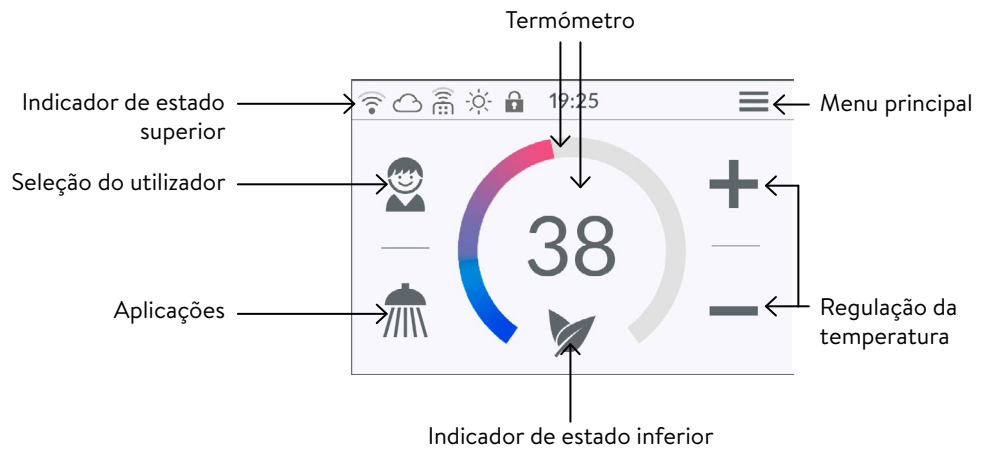 Termómetro
Indicador de estado
superior
19:25
Menu principal
Seleção do utilizador
38
Aplicações
Regulação da
temperatura
Indicador de estado inferior